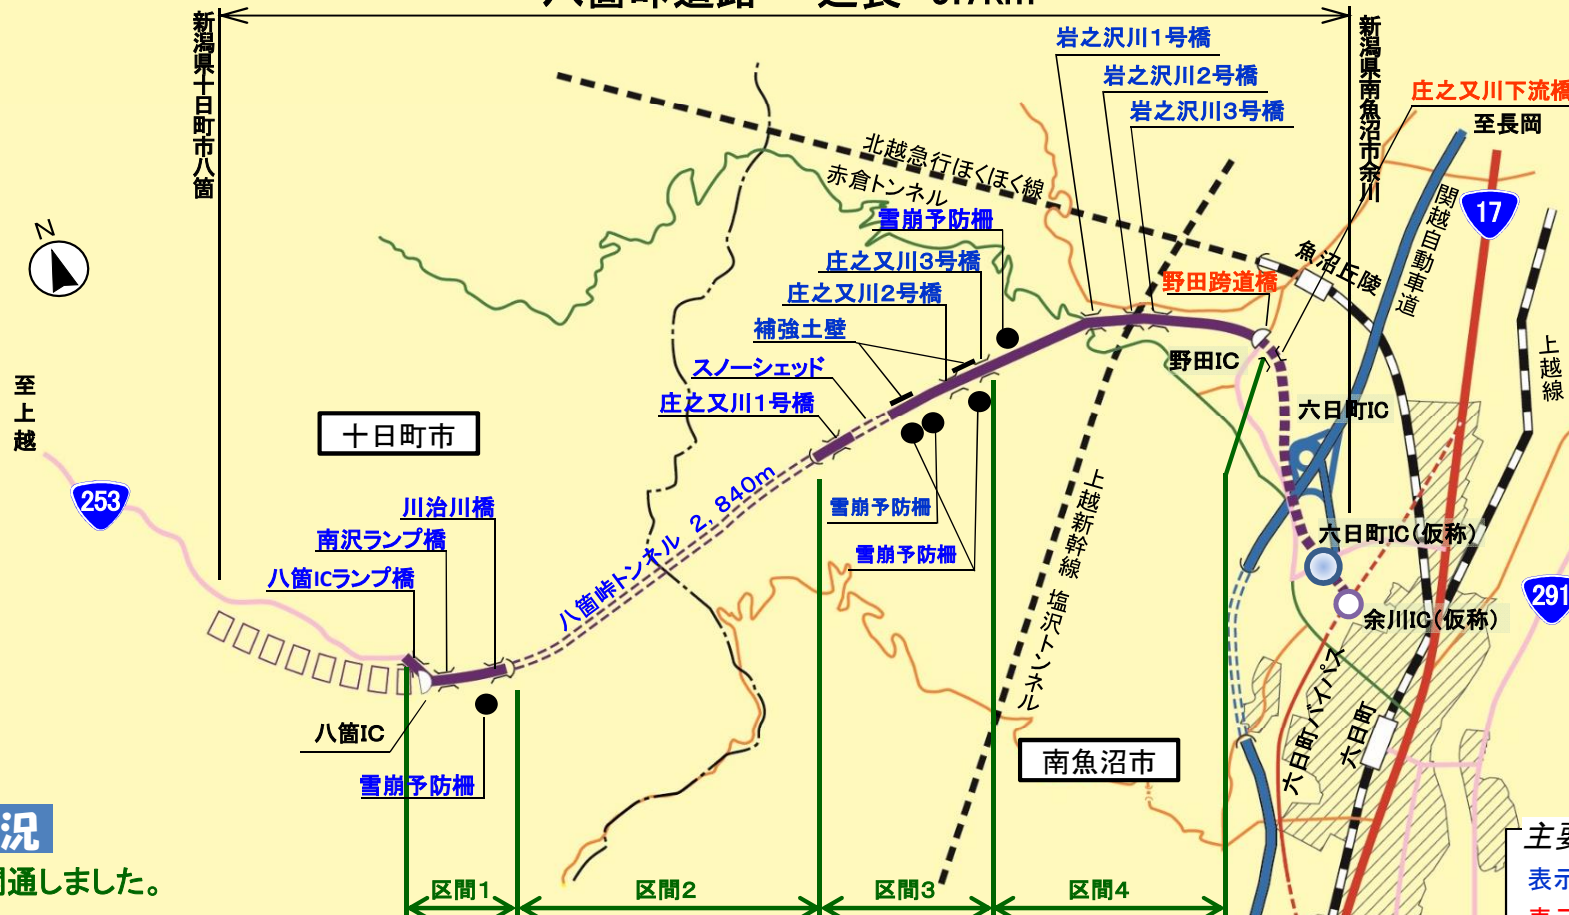 新潟県十日町市八箇
新潟県南魚沼市余川
岩之沢川1号橋
岩之沢川2号橋
岩之沢川3号橋
庄之又川下流橋
至長岡
北越急行ほくほく線
赤倉トンネル
関越自動車道
17
N
雪崩予防柵
庄之又川3号橋
庄之又川2号橋
補強土壁
スノーシェッド
庄之又川1号橋
野田跨道橋
魚沼丘陵
野田IC
上越線
六日町IC
至上越
十日町市
253
川治川橋
南沢ランプ橋
八箇ICランプ橋
八箇峠トンネル 2,840m
雪崩予防柵
雪崩予防柵
上越新幹線 塩沢トンネル
六日町IC(仮称)
余川IC(仮称)
291
八箇IC
雪崩予防柵
南魚沼市
六日町バイパス
六日町
況
通しました。
区間1
区間2
区間3
区間4
主要
表示